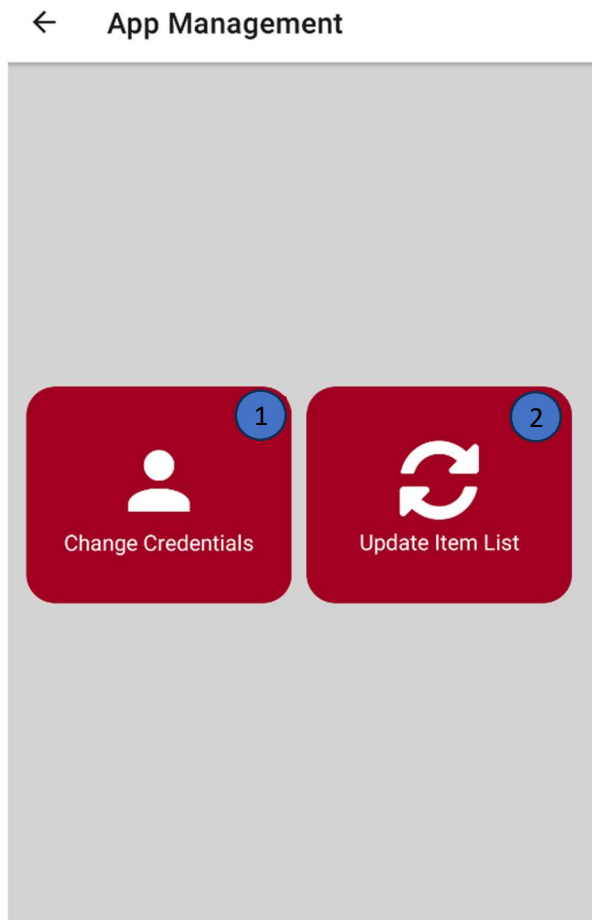 App Management
1
2
Change Credentials
Update Item List